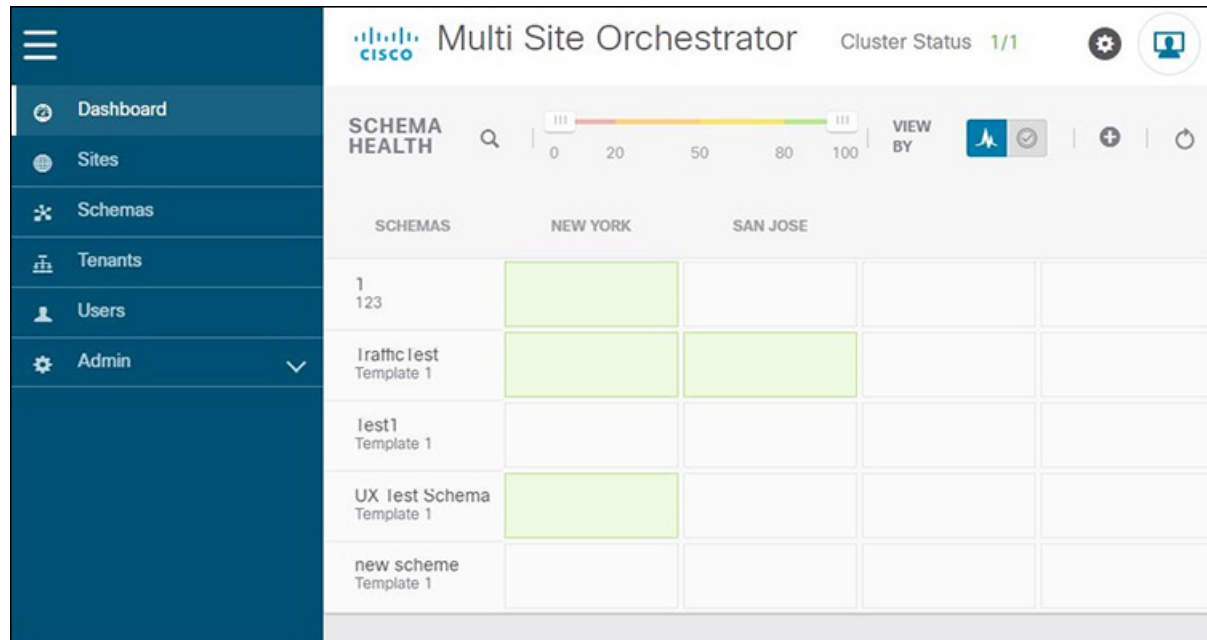 CISCO Multi Site Orchestrator Cluster Status 1/1
Dashboard
Sites
Schemas
Tenants
Users
Admin
SCHEMA
HEALTH
0 20 50 80 100
VIEW
BY
SCHEMAS NEW YORK SAN JOSE
1
123
TrafficTest
Template 1
Test1
Template 1
UX Test Schema
Template 1
new scheme
Template 1